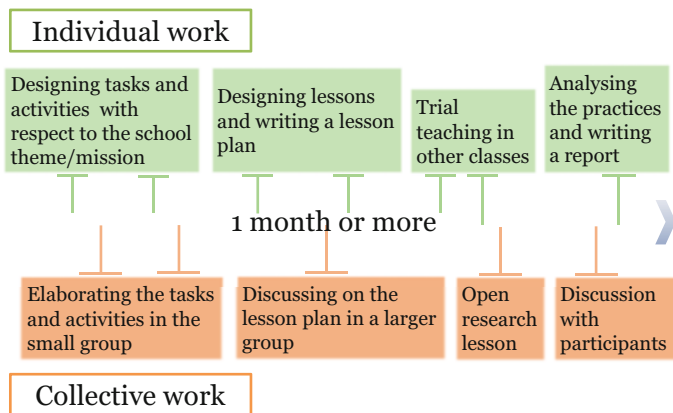 Individual work
Designing tasks and
activities with
respect to the school
theme/mission
Designing lessons
and writing a lesson
plan
Trial
teaching in
other classes
Analysing
the practices
and writing
a report
1 month or more
Elaborating the tasks
and activities in the
small group
Discussing on the
lesson plan in a larger
group
Open
research
lesson
Discussion
with
participants
Collective work